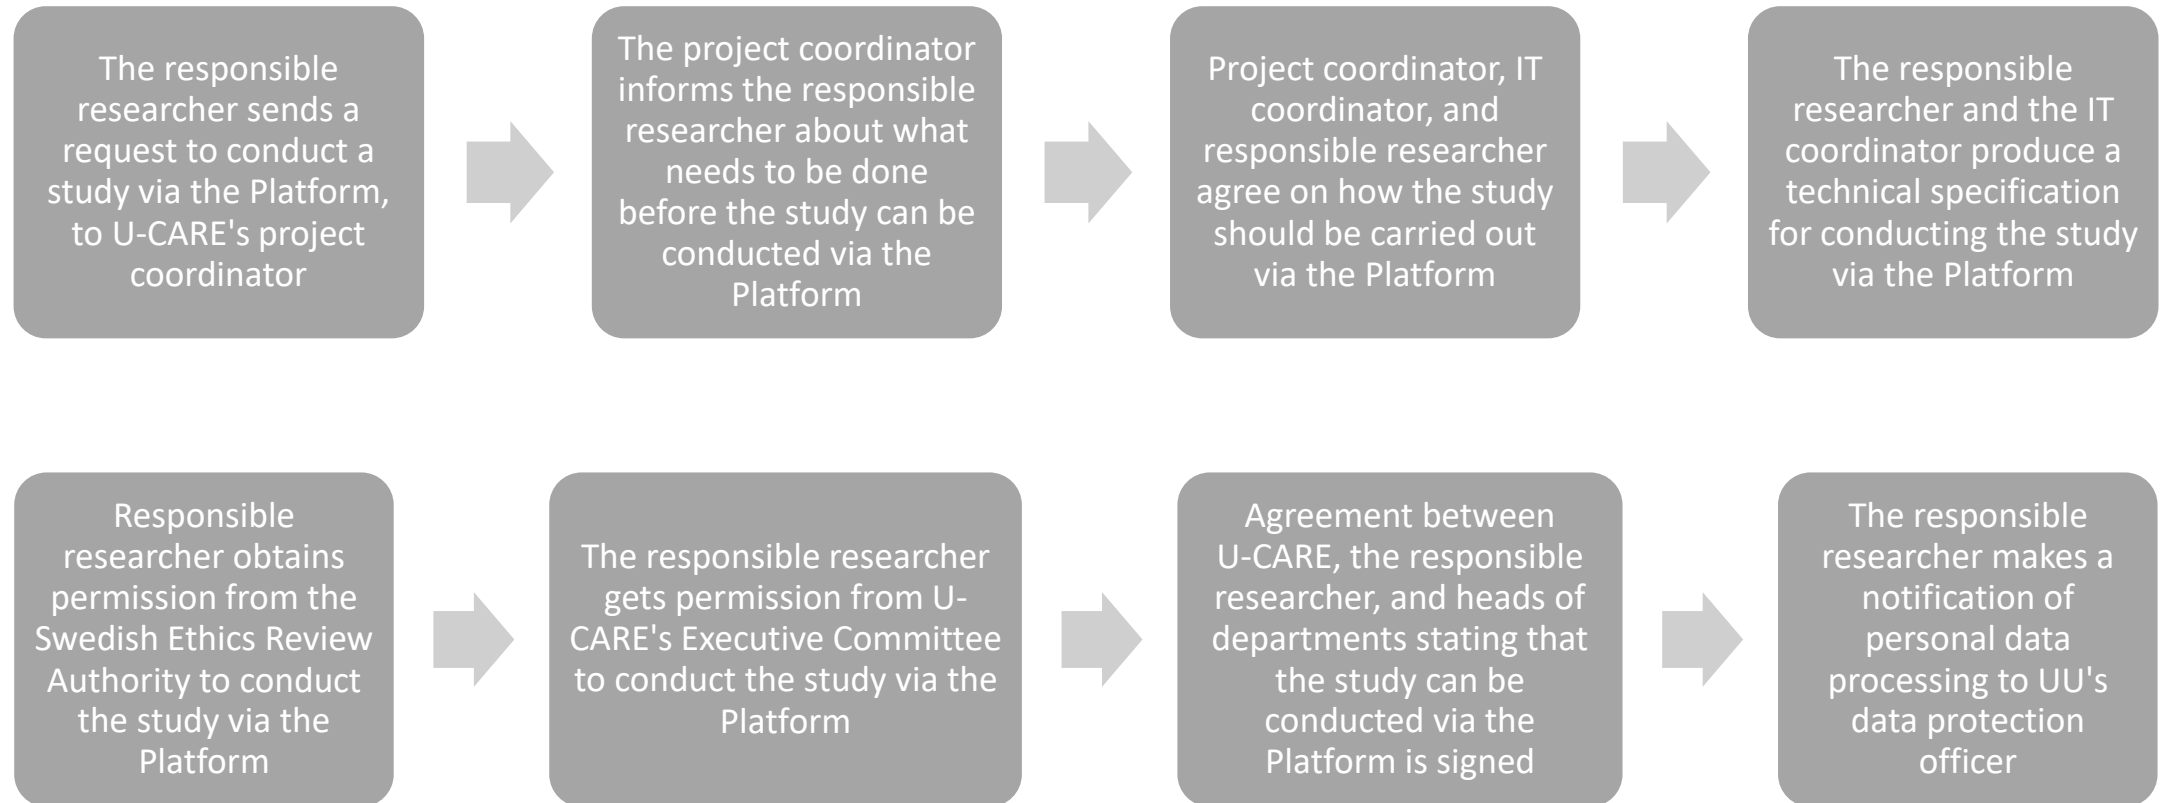 The responsible
researcher sends a
request to conduct a
study via the Platform,
to U-CARE's project
coordinator
The project coordinator
informs the responsible
researcher about what
needs to be done
before the study can be
conducted via the
Platform
Project coordinator, IT
coordinator, and
responsible researcher
agree on how the study
should be carried out
via the Platform
The responsible
researcher and the IT
coordinator produce a
technical specification
for conducting the study
via the Platform
Responsible
researcher obtains
permission from the
Swedish Ethics Review
Authority to conduct
the study via the
Platform
The responsible researcher
gets permission from U-
CARE's Executive Committee
to conduct the study via the
Platform
Agreement between
U-CARE, the responsible
researcher, and heads of
departments stating that
the study can be
conducted via the
Platform is signed
The responsible
researcher makes a
notification of
personal data
processing to UU's
data protection
officer